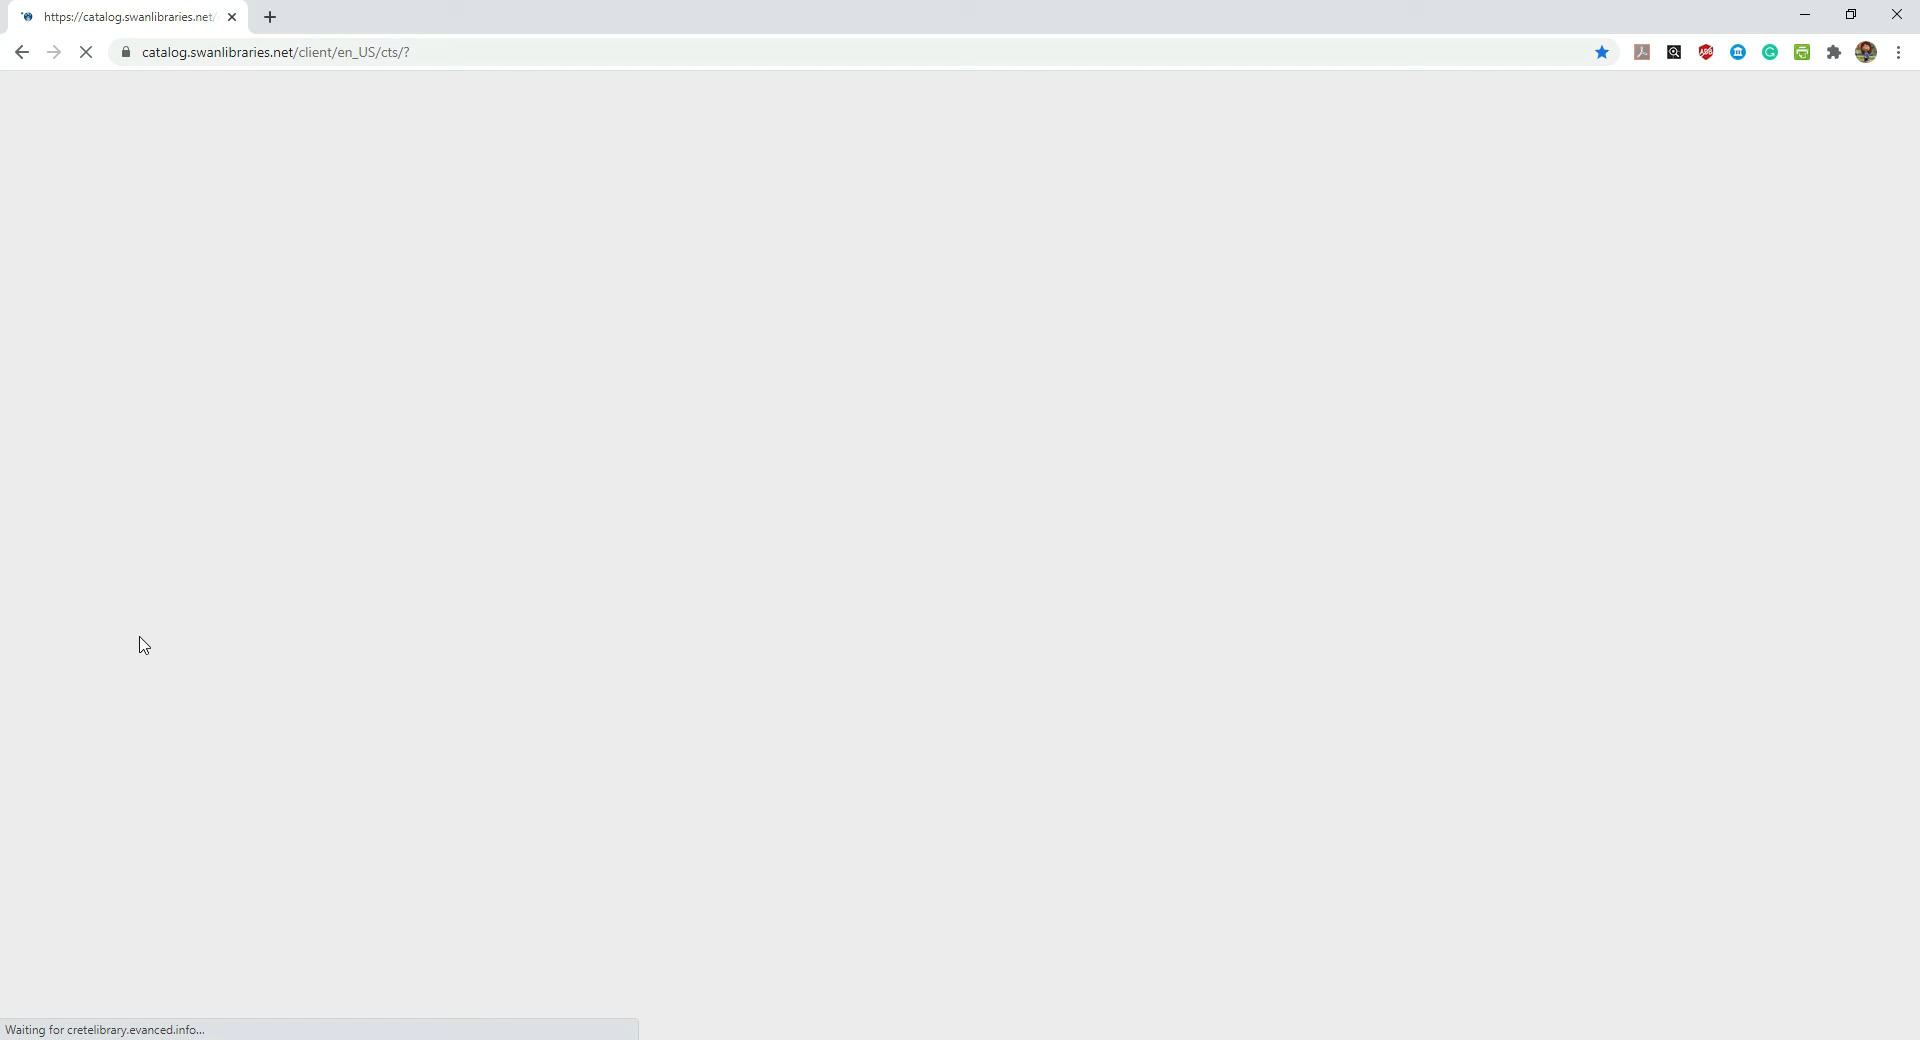 https://catalog.swanlibraries.net/
catalog.swanlibraries.net/client/en_US/cts/?
Waiting for cretelibrary.evanced.info...